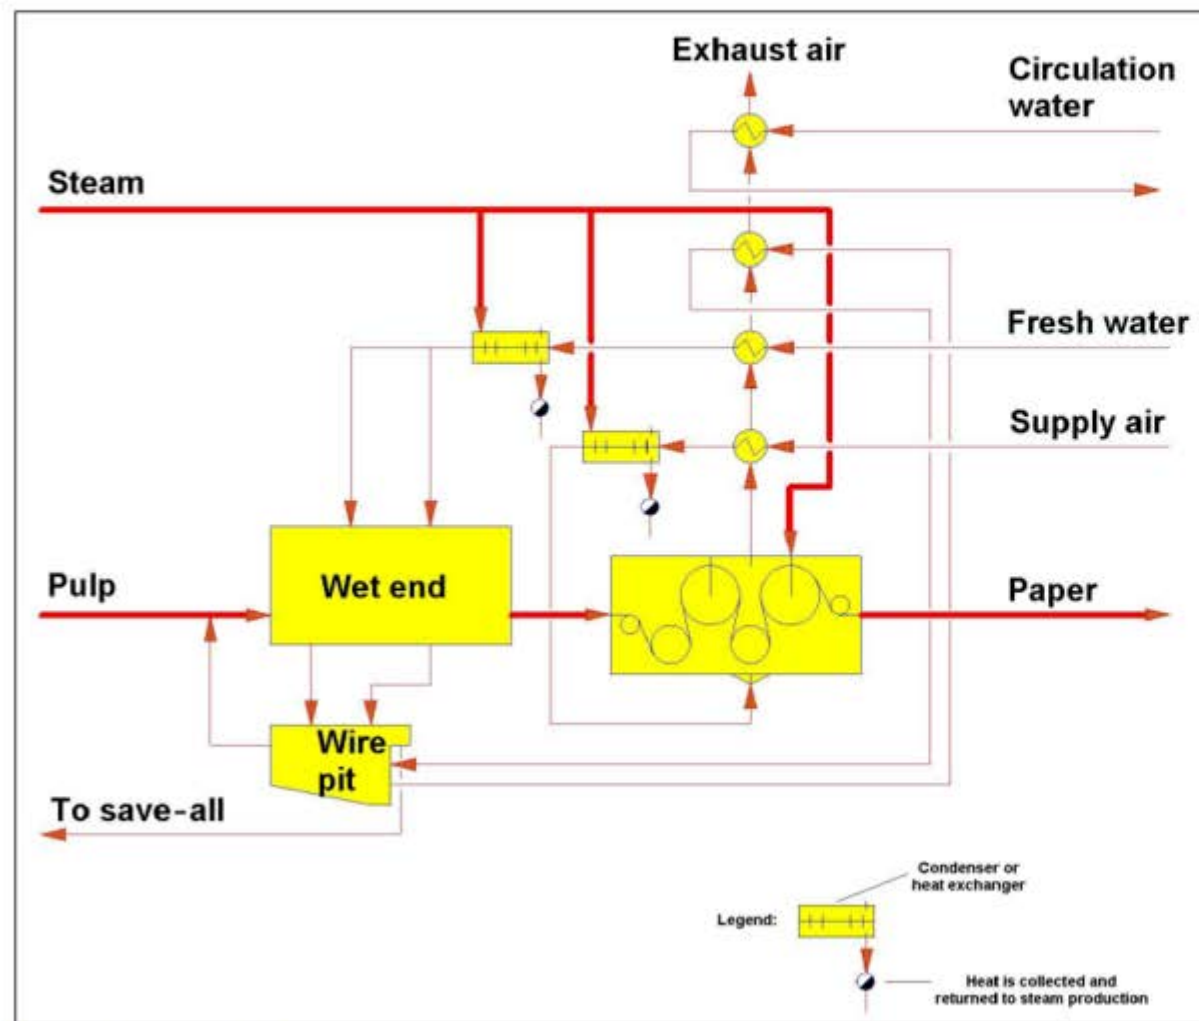 Exhaust air
Circulation
water
Steam
Fresh water
Supply air
Pulp
Wet end
Paper
Wire
pit
To save-all
Condenser or
heat exchanger
Legend:
Heat is collected and
returned to steam production